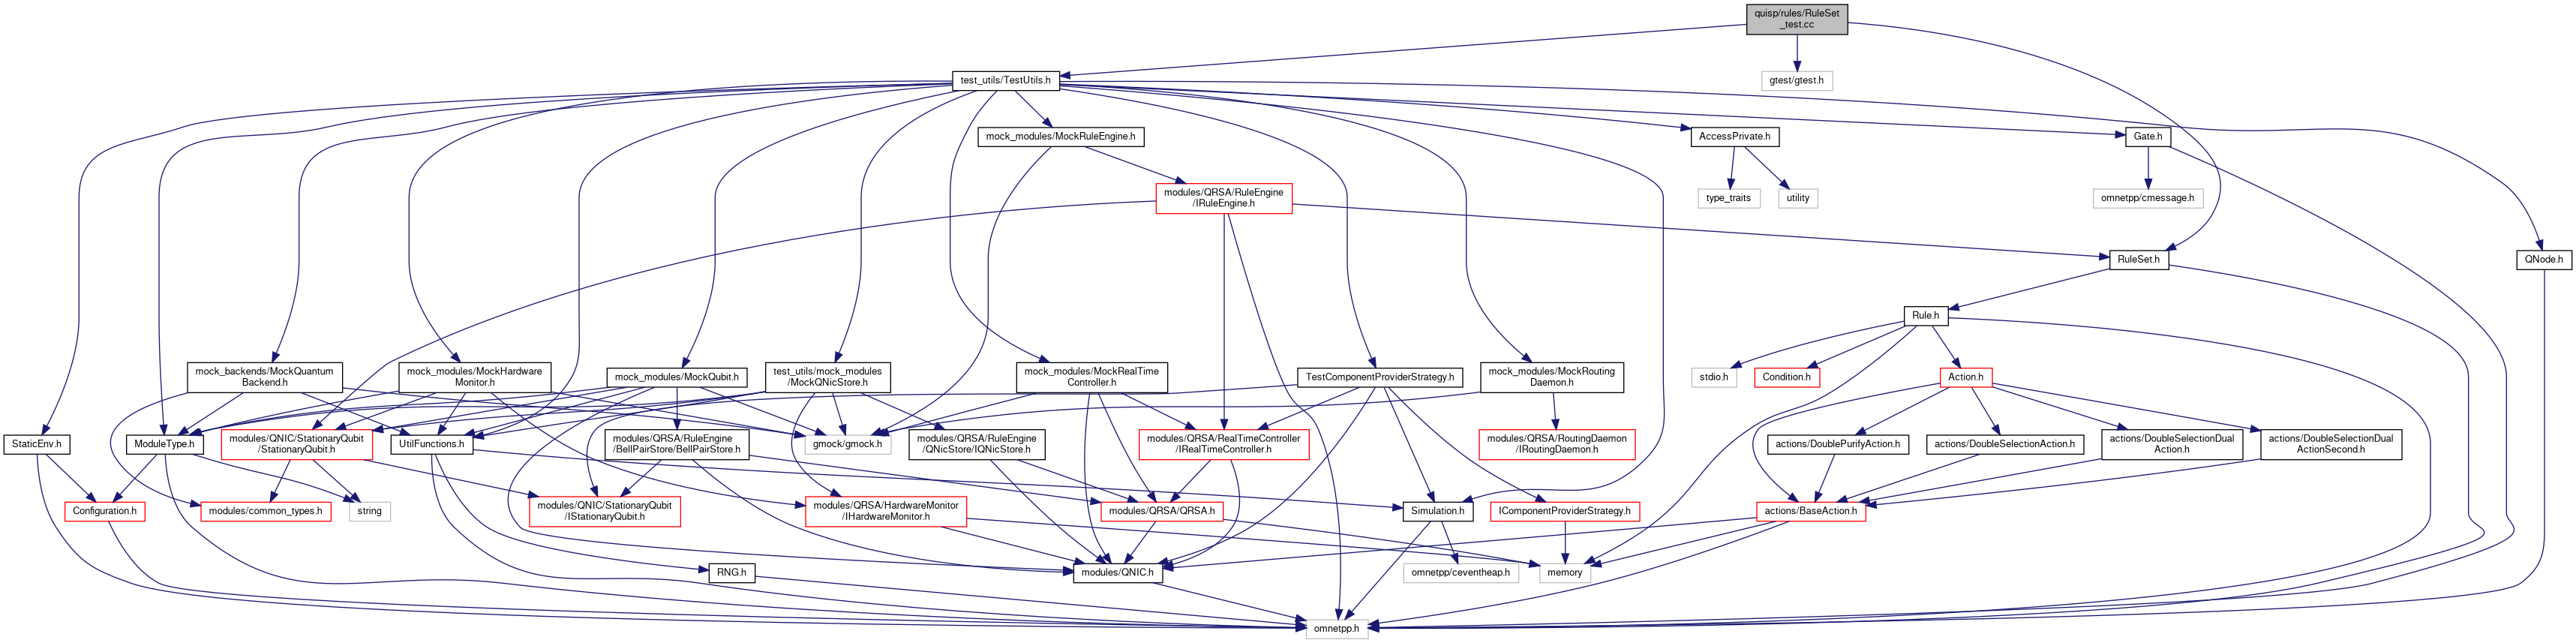 quisp/rules/RuleSet
_test.cc
test_utils/TestUtils.h
gtest/gtest.h
mock_modules/MockRuleEngine.h
AccessPrivate.h
Gate.h
modules/QRSA/RuleEngine
/IRuleEngine.h
type_traits
utility
omnetpp/cmessage.h
RuleSet.h
QNode.h
Rule.h
mock_backends/MockQuantum
Backend.h
mock_modules/MockHardware
Monitor.h
mock_modules/MockQubit.h
test_utils/mock_modules
/MockQNicStore.h
mock_modules/MockRealTime
Controller.h
TestComponentProviderStrategy.h
mock_modules/MockRouting
Daemon.h
stdio.h
Condition.h
Action.h
StaticEnv.h
ModuleType.h
modules/QNIC/StationaryQubit
/StationaryQubit.h
UtilFunctions.h
modules/QRSA/RuleEngine
/BellPairStore/BellPairStore.h
gmock/gmock.h
modules/QRSA/RuleEngine
/QNicStore/IQNicStore.h
modules/QRSA/RealTimeController
/IRealTimeController.h
modules/QRSA/RoutingDaemon
/IRoutingDaemon.h
actions/DoublePurifyAction.h
actions/DoubleSelectionAction.h
actions/DoubleSelectionDual
Action.h
actions/DoubleSelectionDual
ActionSecond.h
Configuration.h
modules/common_types.h
string
modules/QNIC/StationaryQubit
/IStationaryQubit.h
modules/QRSA/HardwareMonitor
/IHardwareMonitor.h
modules/QRSA/QRSA.h
Simulation.h
IComponentProviderStrategy.h
actions/BaseAction.h
RNG.h
modules/QNIC.h
omnetpp/ceventheap.h
memory
omnetpp.h